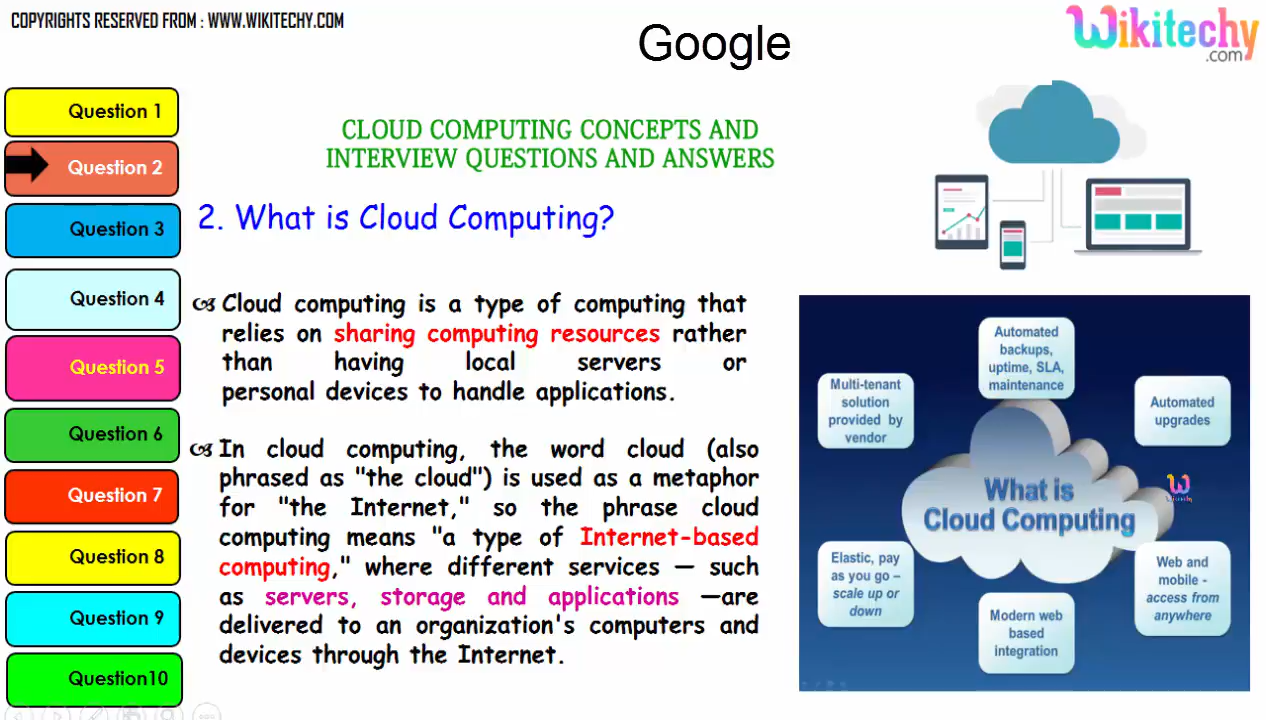 COPYRIGHTS RESERVED FROM : WWW.WIKITECHY.COM
Google
Wikitechy
.com
Question 1
Question 2
Question 3
Question 4
Question 5
Question 6
Question 7
Question 8
Question 9
Question10
CLOUD COMPUTING CONCEPTS AND
INTERVIEW QUESTIONS AND ANSWERS
2. What is Cloud Computing?
Cloud computing is a type of computing that
relies on sharing computing resources rather
than having local servers or
personal devices to handle applications.
In cloud computing, the word cloud (also
phrased as "the cloud") is used as a metaphor
for "the Internet," so the phrase cloud
computing means "a type of Internet-based
computing," where different services — such
as servers, storage and applications —are
delivered to an organization's computers and
devices through the Internet.
Automated
backups,
uptime, SLA,
maintenance
Multi-tenant
solution
provided by
vendor
Automated
upgrades
What is
Cloud Computing
W
Wikitechy
Elastic, pay
as you go –
scale up or
down
Web and
mobile -
access from
anywhere
Modern web
based
integration